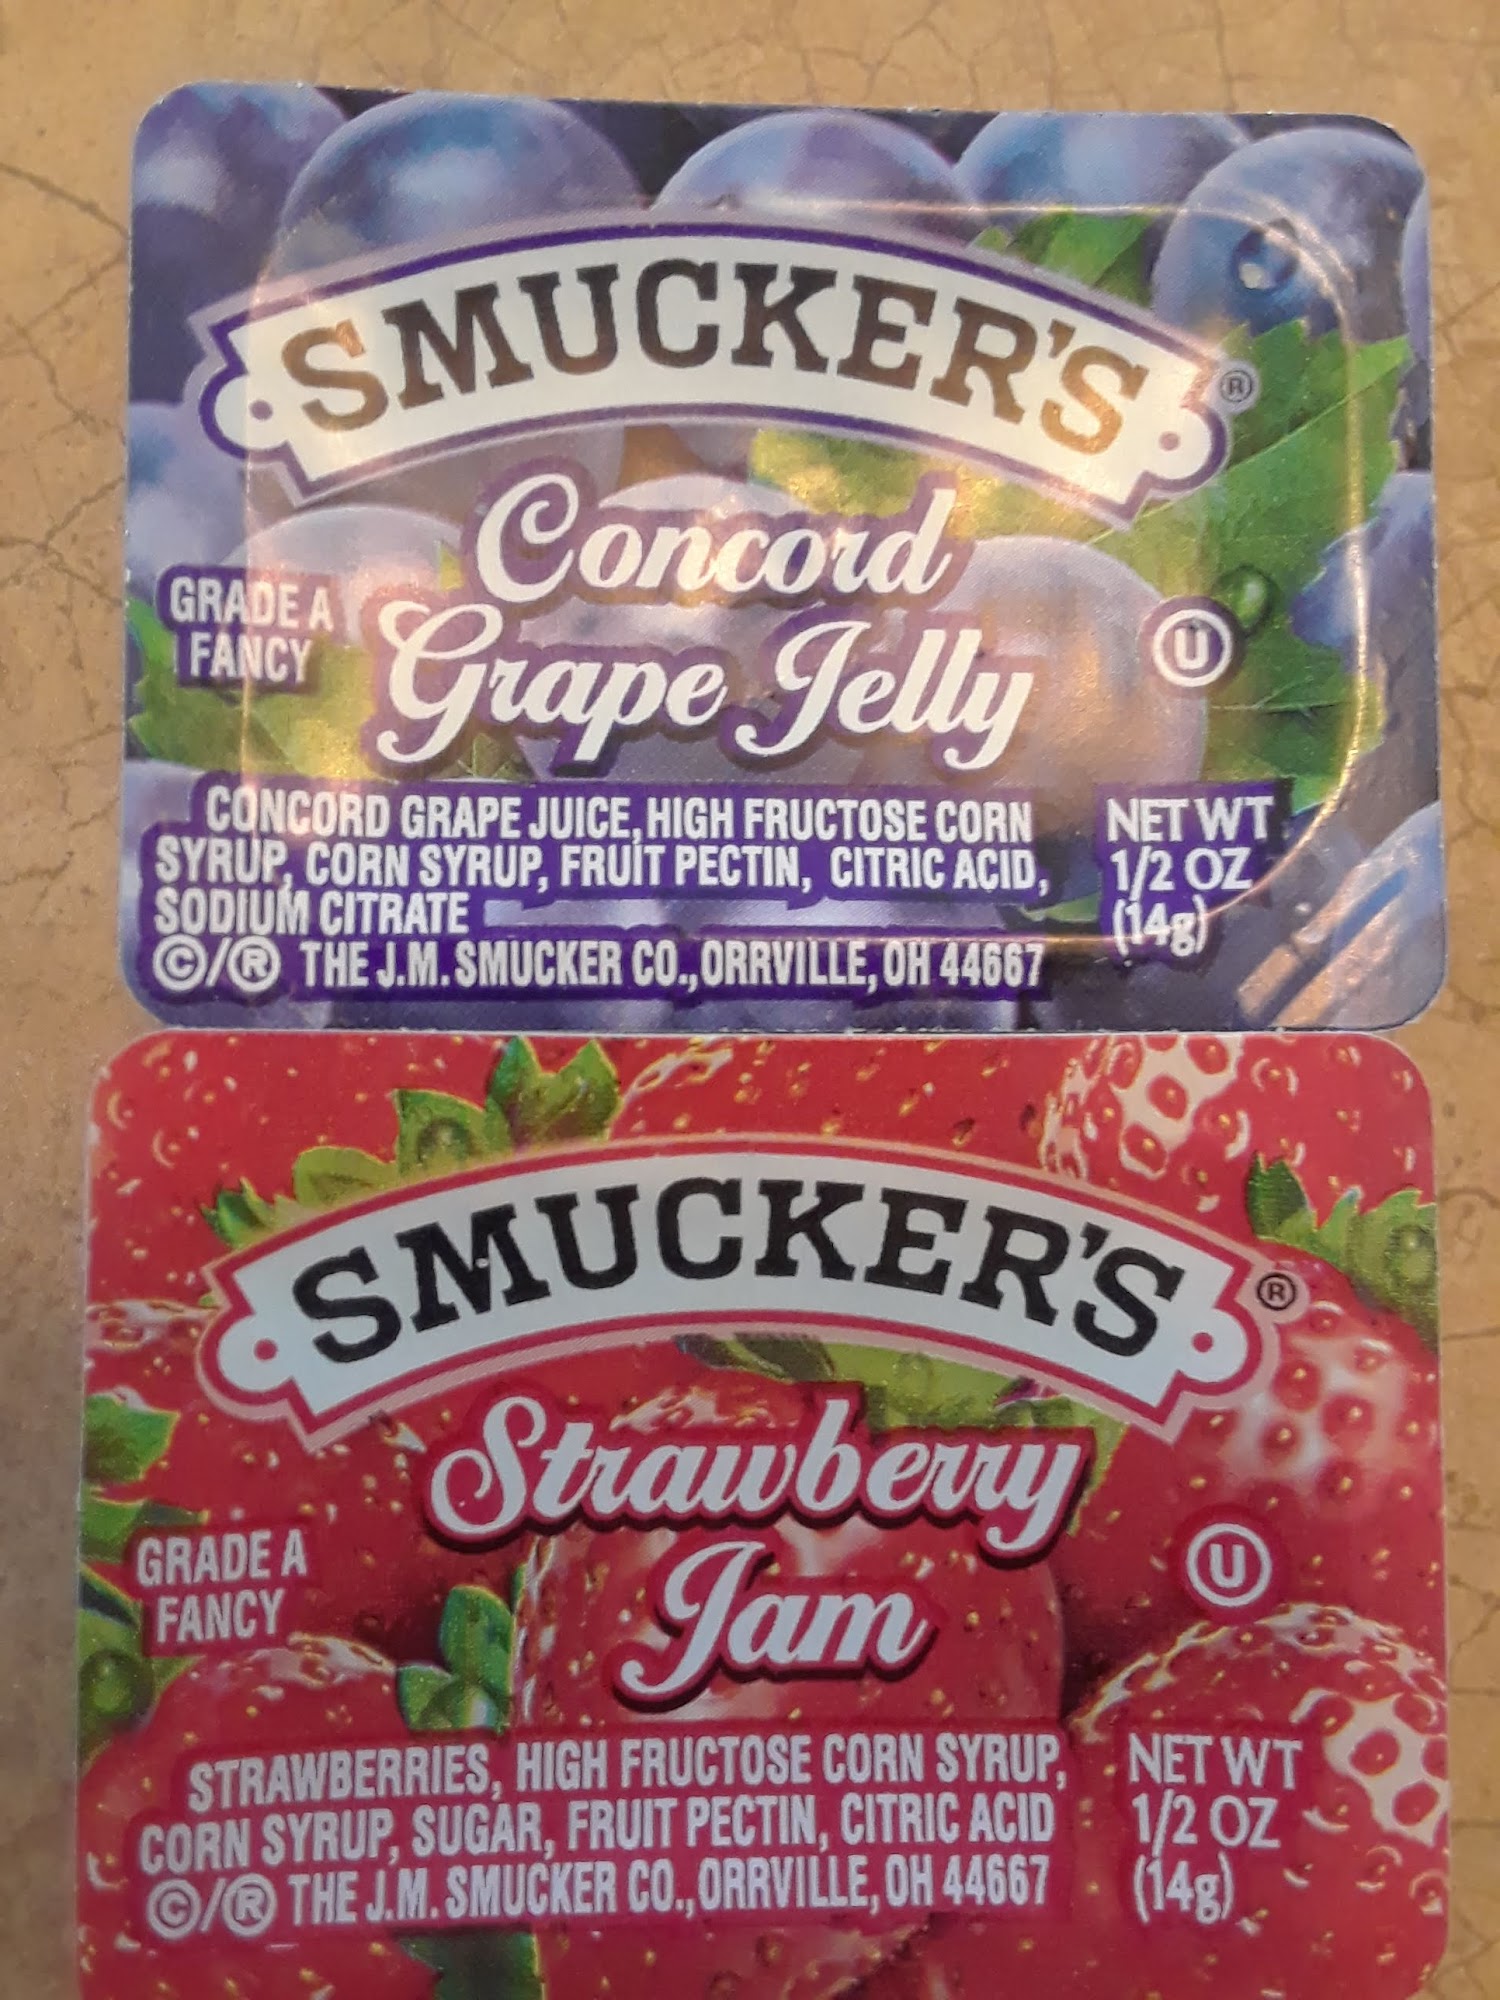 SMUCKER'S ®
Concord
Grape Jelly
GRADE A
FANCY
U
CONCORD GRAPE JUICE, HIGH FRUCTOSE CORN
SYRUP, CORN SYRUP, FRUIT PECTIN, CITRIC ACID,
SODIUM CITRATE
©/® THE J.M. SMUCKER CO., ORRVILLE, OH 44667
NET WT
1/2 OZ
(14g)
SMUCKER'S ®
Strawberry
Jam
GRADE A
FANCY
U
STRAWBERRIES, HIGH FRUCTOSE CORN SYRUP,
CORN SYRUP, SUGAR, FRUIT PECTIN, CITRIC ACID
©/® THE J.M. SMUCKER CO., ORRVILLE, OH 44667
NET WT
1/2 OZ
(14g)